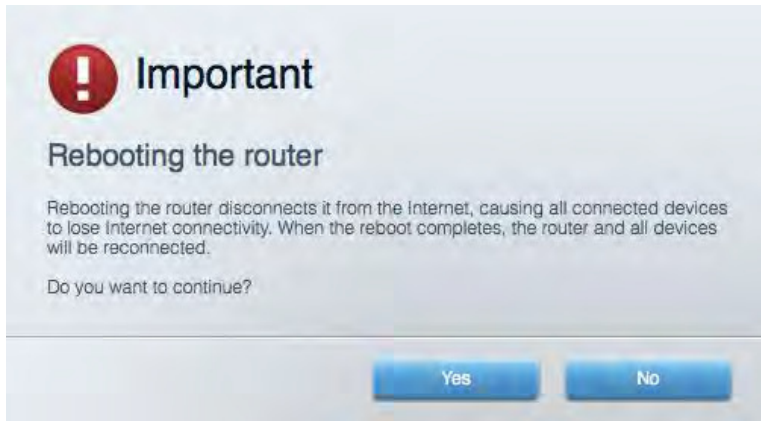 Important
Rebooting the router
Rebooting the router disconnects it from the Internet, causing all connected devices
to lose Internet connectivity. When the reboot completes, the router and all devices
will be reconnected.
Do you want to continue?
Yes
No